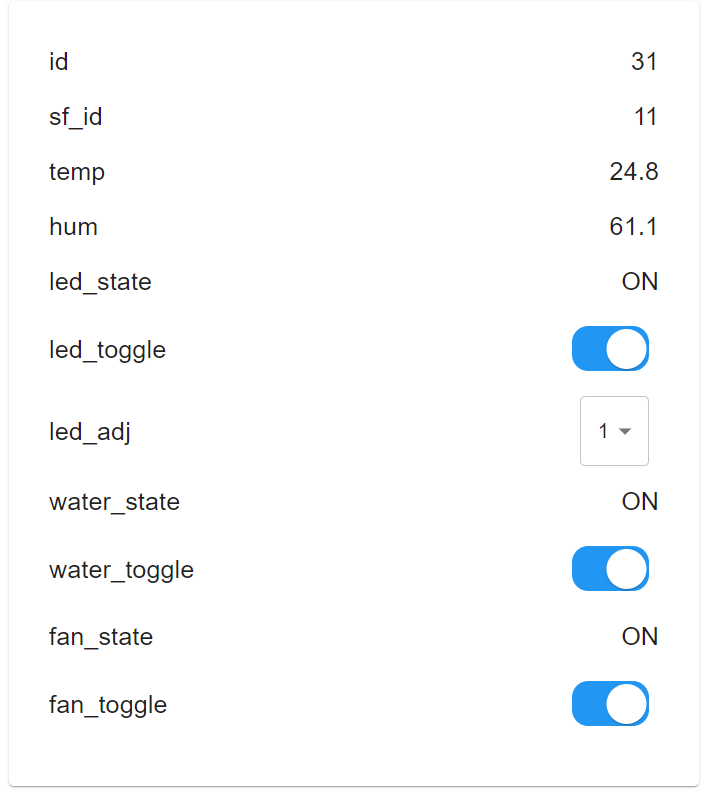 id 31
sf_id 11
temp 24.8
hum 61.1
led_state ON
led_toggle
led_adj 1
water_state ON
water_toggle
fan_state ON
fan_toggle